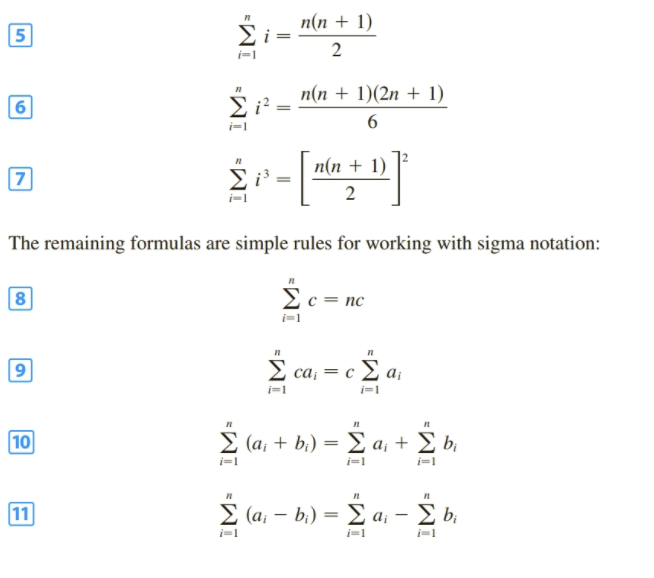 5 $\sum_{i=1}^{n} i = \frac{n(n + 1)}{2}$
6 $\sum_{i=1}^{n} i^2 = \frac{n(n + 1)(2n + 1)}{6}$
7 $\sum_{i=1}^{n} i^3 = \left[ \frac{n(n + 1)}{2} \right]^2$
The remaining formulas are simple rules for working with sigma notation:
8 $\sum_{i=1}^{n} c = nc$
9 $\sum_{i=1}^{n} ca_i = c \sum_{i=1}^{n} a_i$
10 $\sum_{i=1}^{n} (a_i + b_i) = \sum_{i=1}^{n} a_i + \sum_{i=1}^{n} b_i$
11 $\sum_{i=1}^{n} (a_i - b_i) = \sum_{i=1}^{n} a_i - \sum_{i=1}^{n} b_i$